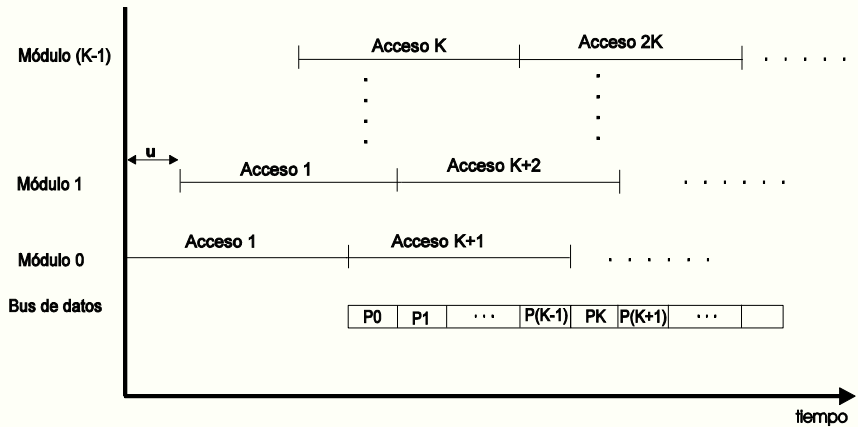 Módulo (K-1)
Acceso K
Acceso 2K
u
Módulo 1
Acceso 1
Acceso K+2
Módulo 0
Acceso 1
Acceso K+1
Bus de datos
P0
P1
...
P(K-1)
PK
P(K+1)
...
tiempo